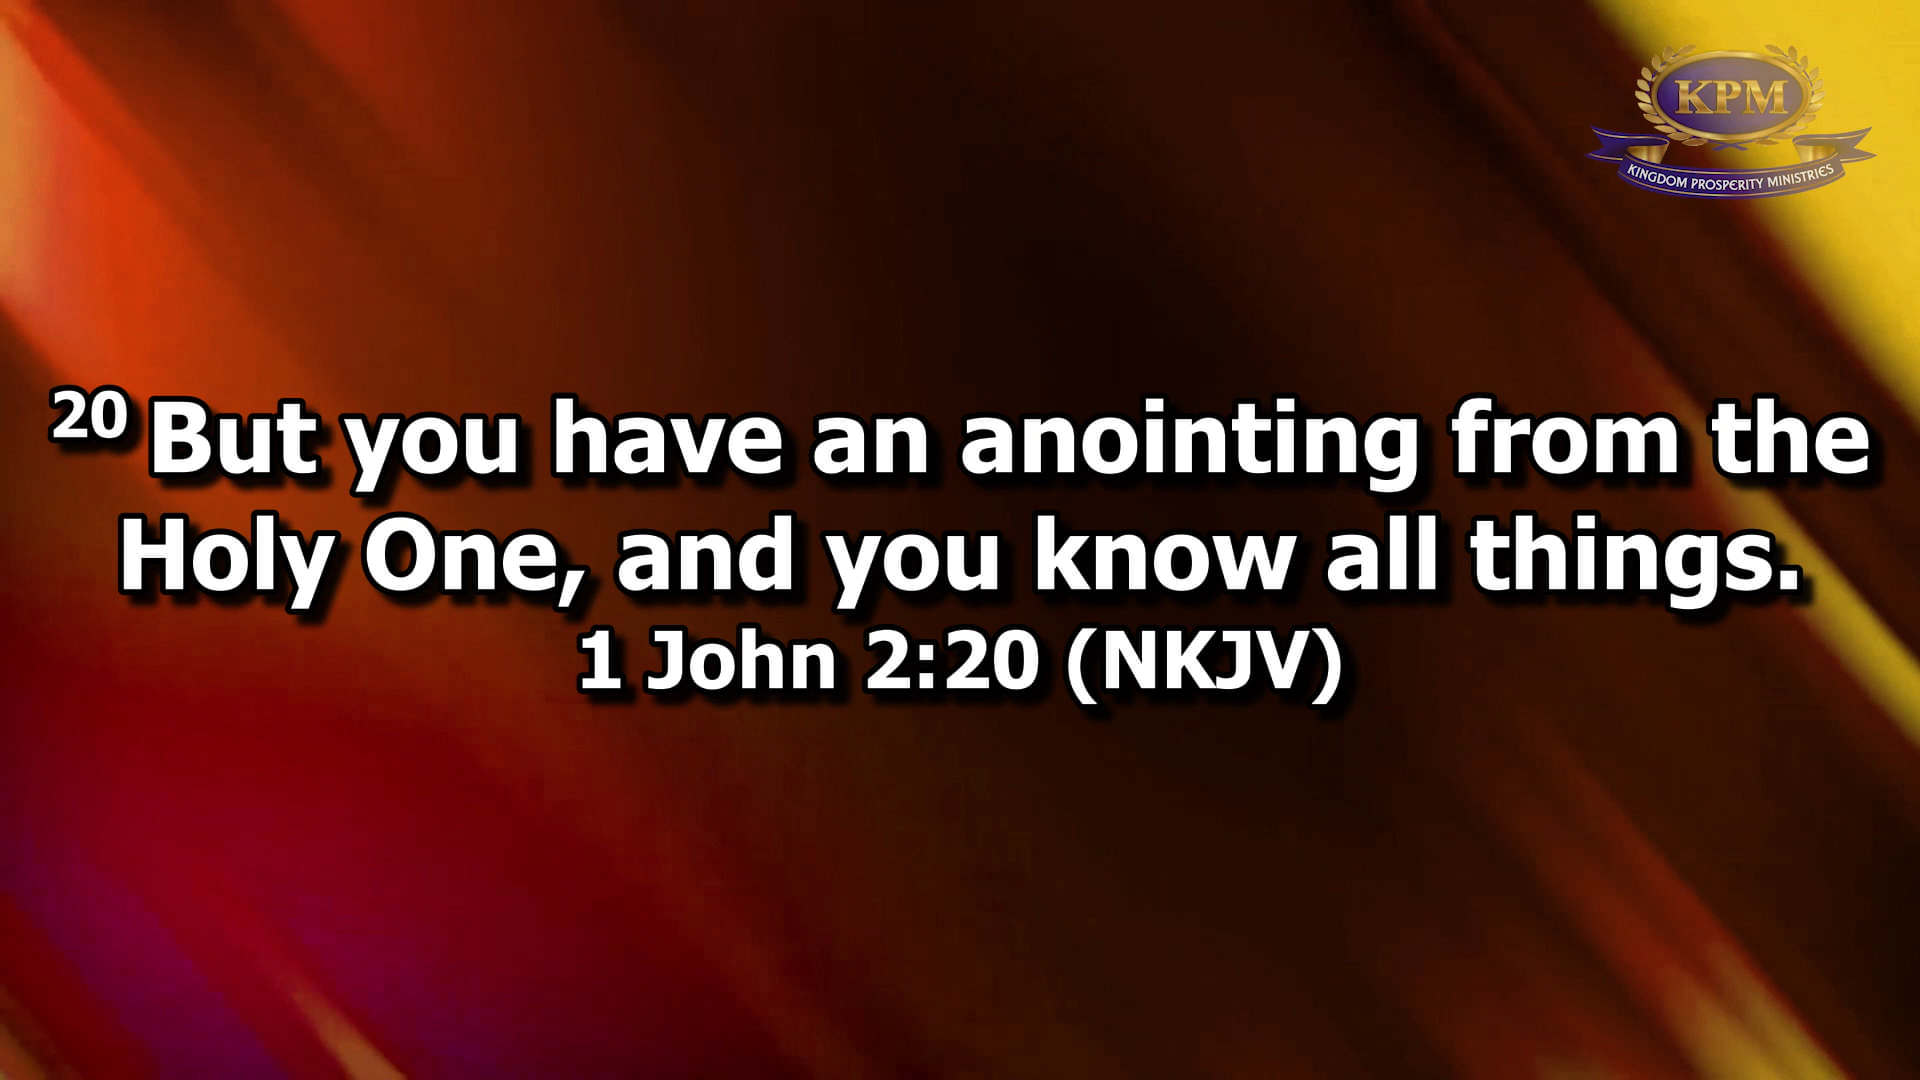 KPM
KINGDOM PROSPERITY MINISTRIES
20 But you have an anointing from the
Holy One, and you know all things.
1 John 2:20 (NKJV)